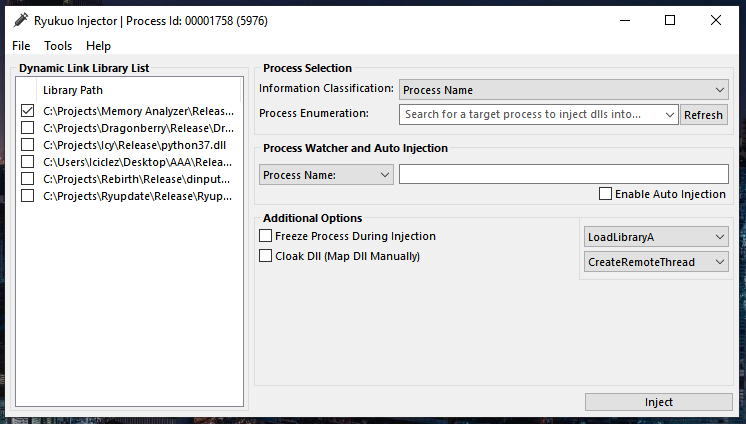 Ryukuo Injector | Process Id: 00001758 (5976)
File Tools Help
Dynamic Link Library List
Library Path
C:\Projects\Memory Analyzer\Releas...
C:\Projects\Dragonberry\Release\Dr...
C:\Projects\Icy\Release\python37.dll
C:\Users\Iciclez\Desktop\AAA\Relea...
C:\Projects\Rebirth\Release\dinput...
C:\Projects\Ryupdate\Release\Ryup...
Process Selection
Information Classification: Process Name
Process Enumeration: Search for a target process to inject dlls into... Refresh
Process Watcher and Auto Injection
Process Name:
Enable Auto Injection
Additional Options
Freeze Process During Injection
Cloak Dll (Map Dll Manually)
LoadLibraryA
CreateRemoteThread
Inject